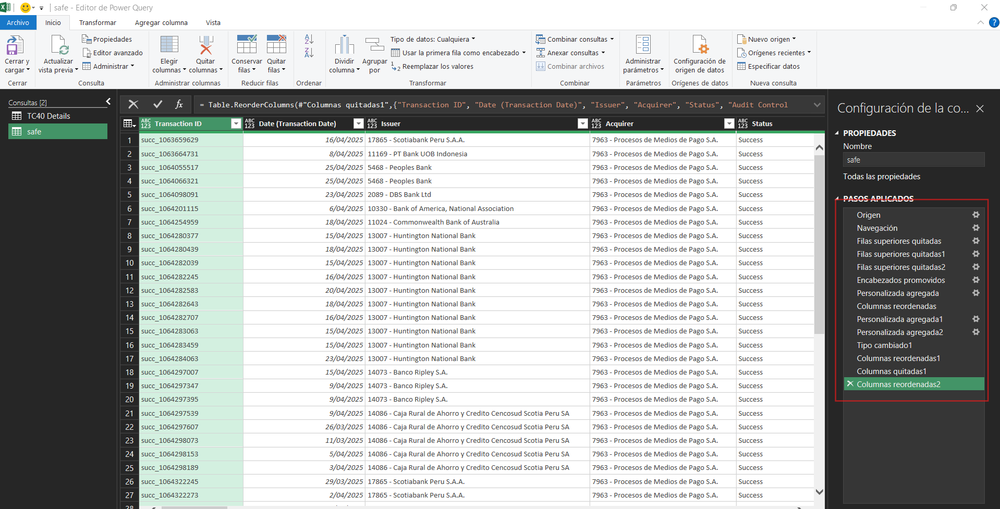 safe - Editor de Power Query
Archivo
Inicio
Transformar
Agregar columna
Vista
Cerrar y cargar
Cerrar
Actualizar vista previa
Propiedades
Editor avanzado
Administrar
Consulta
Elegir columnas
Quitar columnas
Administrar columnas
Conservar filas
Quitar filas
Reducir filas
Ordenar
Dividir columna
Agrupar por
Tipo de datos: Cualquiera
Usar la primera fila como encabezado
Reemplazar los valores
Transformar
Combinar consultas
Anexar consultas
Combinar archivos
Combinar
Administrar parámetros
Parámetros
Configuración de origen de datos
Orígenes de datos
Nuevo origen
Orígenes recientes
Especificar datos
Nueva consulta
Consultas [2]
TC40 Details
safe
= Table.ReorderColumns(#"Columnas quitadas1",{"Transaction ID", "Date (Transaction Date)", "Issuer", "Acquirer", "Status", "Audit Control
ABC 123 Transaction ID ABC 123 Date (Transaction Date) ABC 123 Issuer ABC 123 Acquirer ABC 123 Status
1 succ_1063659629 16/04/2025 17865 - Scotiabank Peru S.A.A. 7963 - Procesos de Medios de Pago S.A. Success
2 succ_1063664731 8/04/2025 11169 - PT Bank UOB Indonesia 7963 - Procesos de Medios de Pago S.A. Success
3 succ_1064055517 25/04/2025 5468 - Peoples Bank 7963 - Procesos de Medios de Pago S.A. Success
4 succ_1064066321 25/04/2025 5468 - Peoples Bank 7963 - Procesos de Medios de Pago S.A. Success
5 succ_1064098091 23/04/2025 2089 - DBS Bank Ltd 7963 - Procesos de Medios de Pago S.A. Success
6 succ_1064201115 6/04/2025 10330 - Bank of America, National Association 7963 - Procesos de Medios de Pago S.A. Success
7 succ_1064254959 18/04/2025 11024 - Commonwealth Bank of Australia 7963 - Procesos de Medios de Pago S.A. Success
8 succ_1064280377 15/04/2025 13007 - Huntington National Bank 7963 - Procesos de Medios de Pago S.A. Success
9 succ_1064280439 18/04/2025 13007 - Huntington National Bank 7963 - Procesos de Medios de Pago S.A. Success
10 succ_1064282039 15/04/2025 13007 - Huntington National Bank 7963 - Procesos de Medios de Pago S.A. Success
11 succ_1064282245 16/04/2025 13007 - Huntington National Bank 7963 - Procesos de Medios de Pago S.A. Success
12 succ_1064282583 20/04/2025 13007 - Huntington National Bank 7963 - Procesos de Medios de Pago S.A. Success
13 succ_1064282643 18/04/2025 13007 - Huntington National Bank 7963 - Procesos de Medios de Pago S.A. Success
14 succ_1064282707 16/04/2025 13007 - Huntington National Bank 7963 - Procesos de Medios de Pago S.A. Success
15 succ_1064283063 15/04/2025 13007 - Huntington National Bank 7963 - Procesos de Medios de Pago S.A. Success
16 succ_1064283459 15/04/2025 13007 - Huntington National Bank 7963 - Procesos de Medios de Pago S.A. Success
17 succ_1064284063 23/04/2025 13007 - Huntington National Bank 7963 - Procesos de Medios de Pago S.A. Success
18 succ_1064297007 15/04/2025 14073 - Banco Ripley S.A. 7963 - Procesos de Medios de Pago S.A. Success
19 succ_1064297347 9/04/2025 14073 - Banco Ripley S.A. 7963 - Procesos de Medios de Pago S.A. Success
20 succ_1064297395 9/04/2025 14073 - Banco Ripley S.A. 7963 - Procesos de Medios de Pago S.A. Success
21 succ_1064297539 9/04/2025 14086 - Caja Rural de Ahorro y Credito Cencosud Scotia Peru SA 7963 - Procesos de Medios de Pago S.A. Success
22 succ_1064297607 26/03/2025 14086 - Caja Rural de Ahorro y Credito Cencosud Scotia Peru SA 7963 - Procesos de Medios de Pago S.A. Success
23 succ_1064298073 11/03/2025 14086 - Caja Rural de Ahorro y Credito Cencosud Scotia Peru SA 7963 - Procesos de Medios de Pago S.A. Success
24 succ_1064298153 5/04/2025 14086 - Caja Rural de Ahorro y Credito Cencosud Scotia Peru SA 7963 - Procesos de Medios de Pago S.A. Success
25 succ_1064298189 3/04/2025 14086 - Caja Rural de Ahorro y Credito Cencosud Scotia Peru SA 7963 - Procesos de Medios de Pago S.A. Success
26 succ_1064322245 29/03/2025 17865 - Scotiabank Peru S.A.A. 7963 - Procesos de Medios de Pago S.A. Success
27 succ_1064322273 2/04/2025 17865 - Scotiabank Peru S.A.A. 7963 - Procesos de Medios de Pago S.A. Success
28
Configuración de la co...
PROPIEDADES
Nombre
safe
Todas las propiedades
PASOS APLICADOS
Origen
Navegación
Filas superiores quitadas
Filas superiores quitadas1
Filas superiores quitadas2
Encabezados promovidos
Personalizada agregada
Columnas reordenadas
Personalizada agregada1
Personalizada agregada2
Tipo cambiado1
Columnas reordenadas1
Columnas quitadas1
Columnas reordenadas2